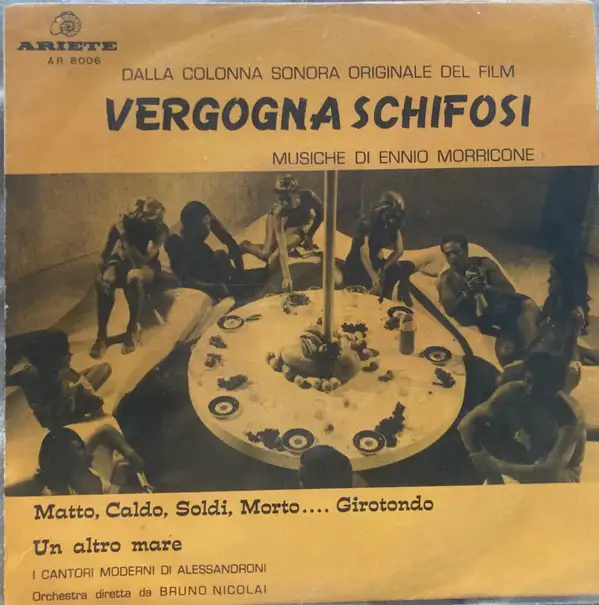 ARIETE
AR 8006
DALLA COLONNA SONORA ORIGINALE DEL FILM
VERGOGNA SCHIFOSI
MUSICHE DI ENNIO MORRICONE
Matto, Caldo, Soldi, Morto.... Girotondo
Un altro mare
I CANTORI MODERNI DI ALESSANDRONI
Orchestra diretta da BRUNO NICOLAI